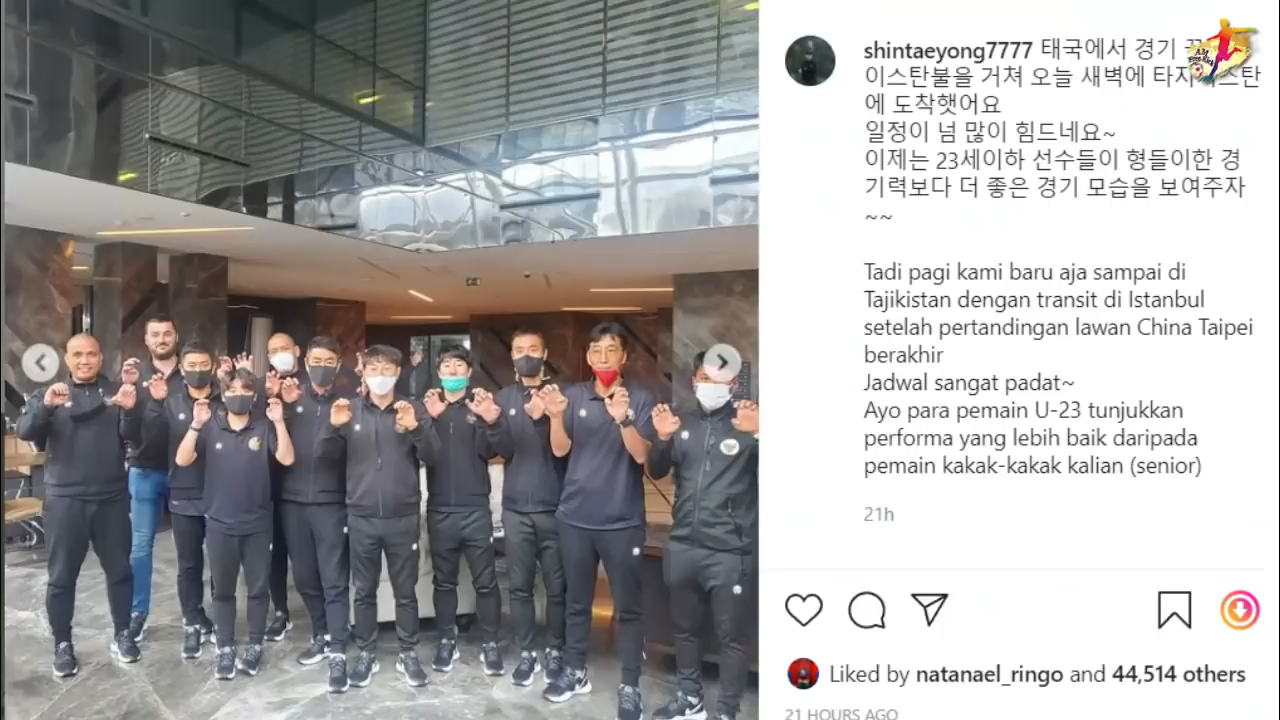 shintaeyong7777 태국에서 경기
이스탄불을 거쳐 오늘 새벽에
에 도착햇어요
일정이 넘 많이 힘드네요~
이제는 23세이하 선수들이 형들이한 경
기력보다 더 좋은 경기 모습을 보여주자
~~
Tadi pagi kami baru aja sampai di
Tajikistan dengan transit di Istanbul
setelah pertandingan lawan China Taipei
berakhir
Jadwal sangat padat~
Ayo para pemain U-23 tunjukkan
performa yang lebih baik daripada
pemain kakak-kakak kalian (senior)
21h
Liked by natanael_ringo and 44,514 others
21 HOURS AGO